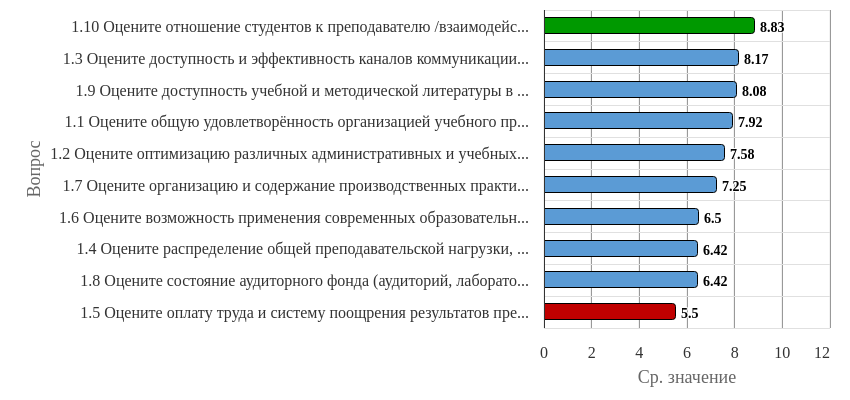 1.10 Оцените отношение студентов к преподавателю /взаимодейс...
8.83
1.3 Оцените доступность и эффективность каналов коммуникации...
8.17
1.9 Оцените доступность учебной и методической литературы в ...
8.08
1.1 Оцените общую удовлетворённость организацией учебного пр...
7.92
1.2 Оцените оптимизацию различных административных и учебных...
7.58
1.7 Оцените организацию и содержание производственных практи...
7.25
1.6 Оцените возможность применения современных образовательн...
6.5
1.4 Оцените распределение общей преподавательской нагрузки, ...
6.42
1.8 Оцените состояние аудиторного фонда (аудиторий, лаборато...
6.42
1.5 Оцените оплату труда и систему поощрения результатов пре...
5.5
Вопрос
0 2 4 6 8 10 12
Ср. значение